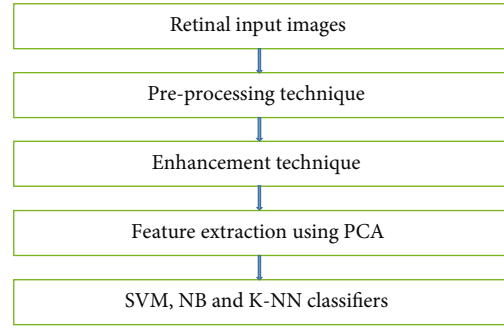 Retinal input images
Pre-processing technique
Enhancement technique
Feature extraction using PCA
SVM, NB and K-NN classifiers